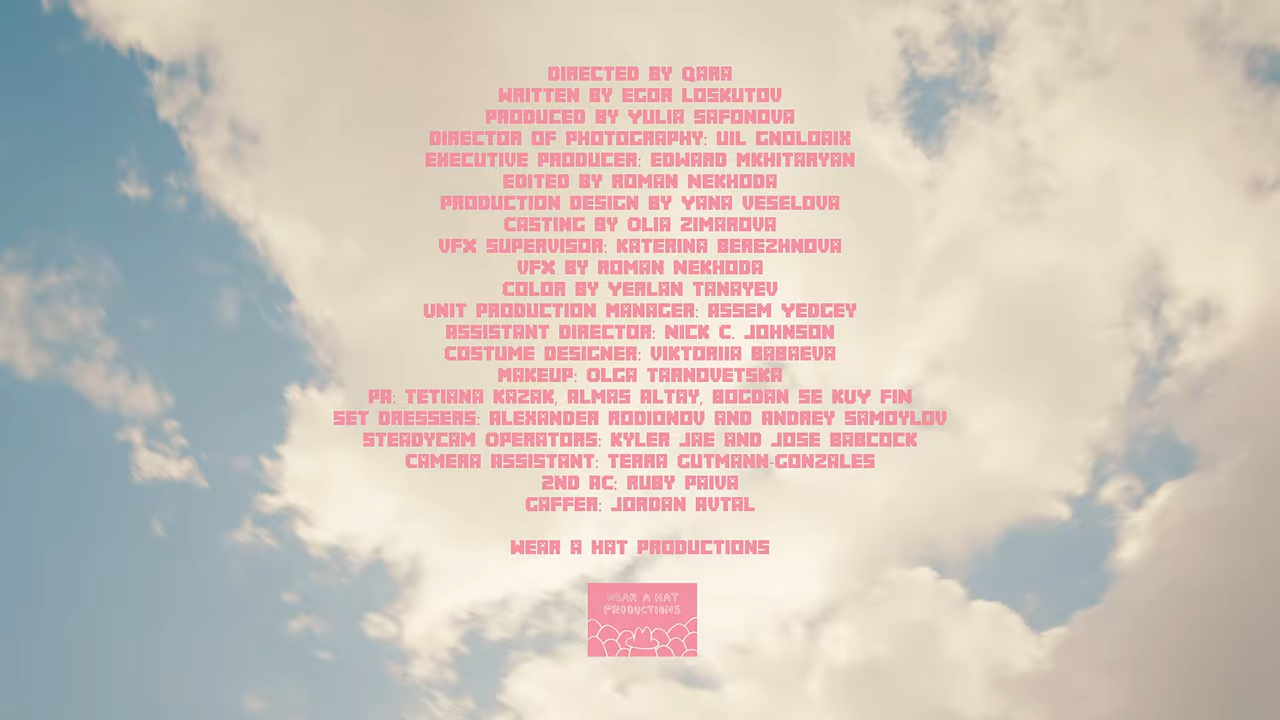 DIRECTED BY QARA
WRITTEN BY EGOR LOSKUTOV
PRODUCED BY YULIA SAFONOVA
DIRECTOR OF PHOTOGRAPHY: UIL GNOLORIX
EXECUTIVE PRODUCER: EDWARD MKHITARYAN
EDITED BY ROMAN NEKHODA
PRODUCTION DESIGN BY YANA VESELOVA
CASTING BY OLIA ZIMAROVA
VFX SUPERVISOR: KATERINA BEREZHNOVA
VFX BY ROMAN NEKHODA
COLOR BY YERLAN TANAYEV
UNIT PRODUCTION MANAGER: ASSEM YEDGEY
ASSISTANT DIRECTOR: NICK C. JOHNSON
COSTUME DESIGNER: VIKTORIIA BABAEVA
MAKEUP: OLGA TARNOVETSKA
PR: TETIANA KAZAK, ALMAS ALTAY, BOGDAN SE KUY FIN
SET DRESSERS: ALEXANDER RODIONOV AND ANDREY SAMOYLOV
STEADYCAM OPERATORS: KYLER JAE AND JOSE BABCOCK
CAMERA ASSISTANT: TERRA GUTMANN-GONZALES
2ND AC: RUBY PAIVA
GAFFER: JORDAN AVTAL
WEAR A HAT PRODUCTIONS
WEAR A HAT
PRODUCTIONS